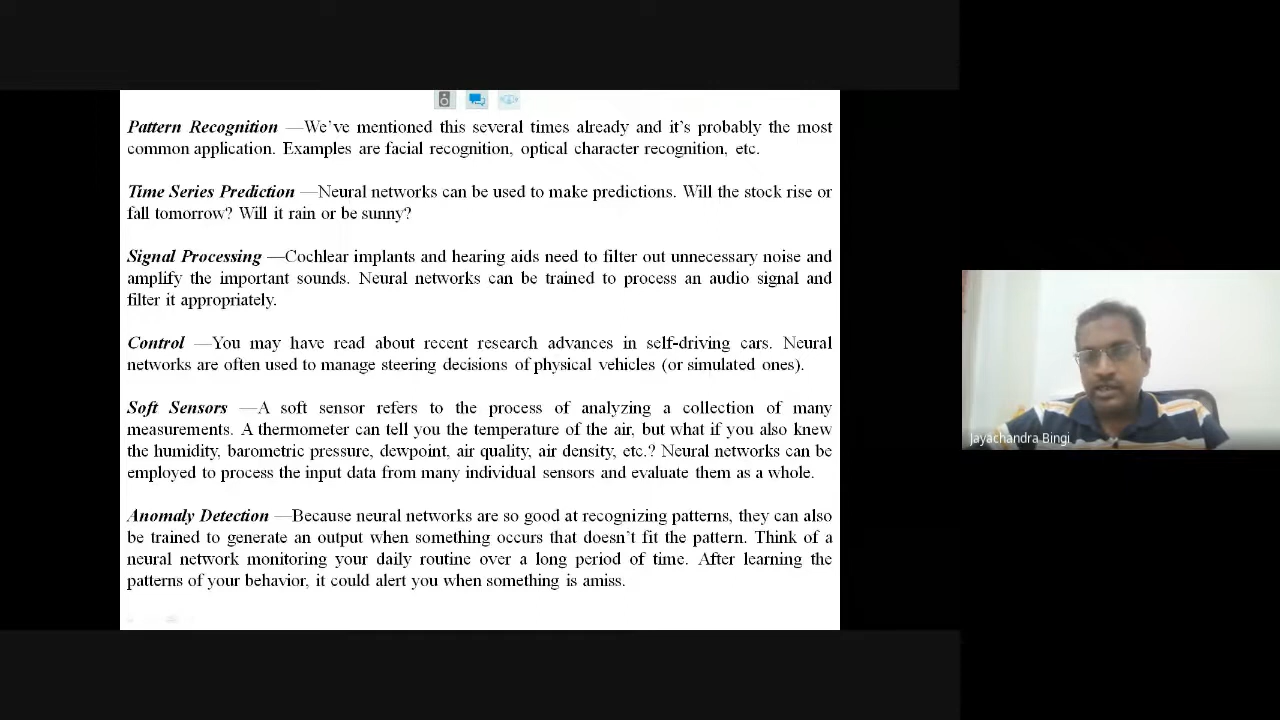 Pattern Recognition —We've mentioned this several times already and it's probably the most
common application. Examples are facial recognition, optical character recognition, etc.
Time Series Prediction —Neural networks can be used to make predictions. Will the stock rise or
fall tomorrow? Will it rain or be sunny?
Signal Processing —Cochlear implants and hearing aids need to filter out unnecessary noise and
amplify the important sounds. Neural networks can be trained to process an audio signal and
filter it appropriately.
Control —You may have read about recent research advances in self-driving cars. Neural
networks are often used to manage steering decisions of physical vehicles (or simulated ones).
Soft Sensors —A soft sensor refers to the process of analyzing a collection of many
measurements. A thermometer can tell you the temperature of the air, but what if you also knew
the humidity, barometric pressure, dewpoint, air quality, air density, etc.? Neural networks can be
employed to process the input data from many individual sensors and evaluate them as a whole.
Anomaly Detection —Because neural networks are so good at recognizing patterns, they can also
be trained to generate an output when something occurs that doesn't fit the pattern. Think of a
neural network monitoring your daily routine over a long period of time. After learning the
patterns of your behavior, it could alert you when something is amiss.
Jayachandra Bingi